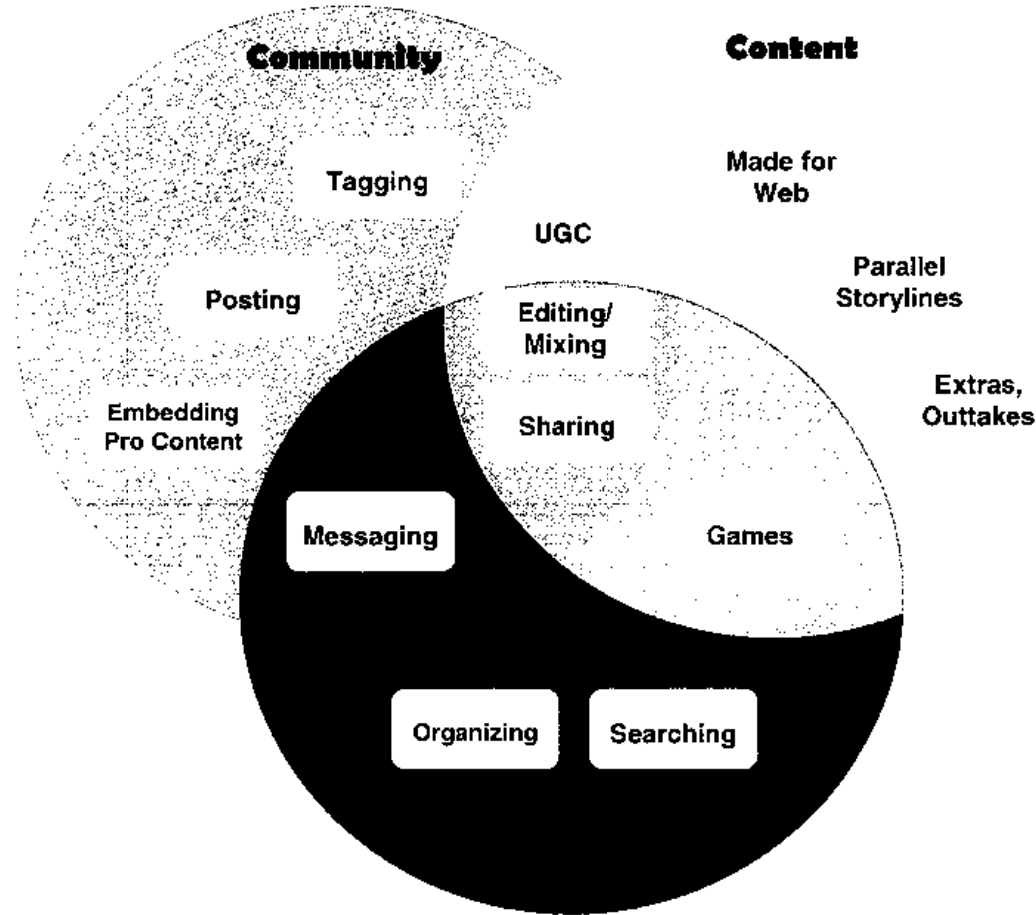 Community
Content
Tagging
Made for
Web
UGC
Parallel
Storylines
Posting
Editing/
Mixing
Extras,
Outtakes
Embedding
Pro Content
Sharing
Messaging
Games
Organizing
Searching